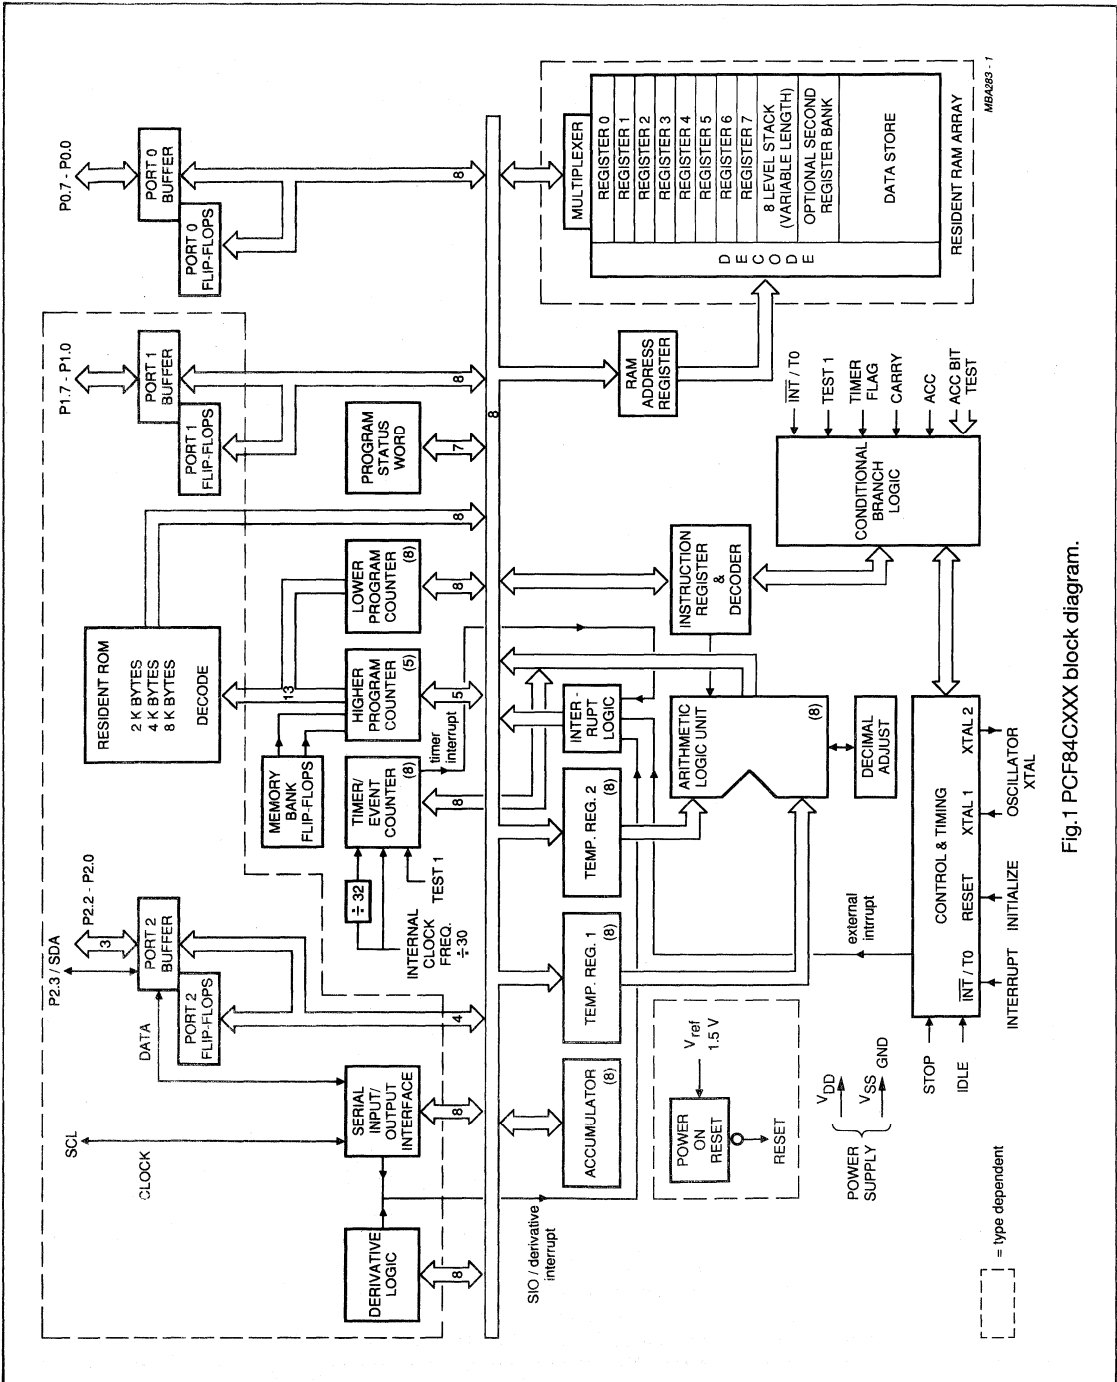 SCL
CLOCK
P2.3 / SDA
P2.2 - P2.0
3
DATA
PORT 2
BUFFER
PORT 2
FLIP-FLOPS
4
DERIVATIVE
LOGIC
8
SERIAL
INPUT/
OUTPUT
INTERFACE
8
INTERNAL
CLOCK
FREQ.
÷30
÷ 32
TEST 1
TIMER/
EVENT
COUNTER
(8)
8
timer
interrupt
MEMORY
BANK
FLIP-FLOPS
RESIDENT ROM
2 K BYTES
4 K BYTES
8 K BYTES
DECODE
13
HIGHER
PROGRAM
COUNTER
(5)
5
LOWER
PROGRAM
COUNTER
(8)
8
8
PROGRAM
STATUS
WORD
7
P1.7 - P1.0
PORT 1
BUFFER
PORT 1
FLIP-FLOPS
8
P0.7 - P0.0
PORT 0
BUFFER
PORT 0
FLIP-FLOPS
8
8
SIO / derivative
interrupt
ACCUMULATOR
(8)
TEMP. REG. 1
(8)
TEMP. REG. 2
(8)
INTER-
RUPT
LOGIC
ARITHMETIC
LOGIC UNIT
(8)
DECIMAL
ADJUST
INSTRUCTION
REGISTER
&
DECODER
RAM
ADDRESS
REGISTER
MULTIPLEXER
REGISTER 0
REGISTER 1
REGISTER 2
REGISTER 3
REGISTER 4
REGISTER 5
REGISTER 6
REGISTER 7
8 LEVEL STACK
(VARIABLE LENGTH)
OPTIONAL SECOND
REGISTER BANK
DATA STORE
DECODE
RESIDENT RAM ARRAY
MBA283 - 1
CONDITIONAL
BRANCH
LOGIC
INT / T0
TEST 1
TIMER
FLAG
CARRY
ACC
ACC BIT
TEST
Vref
1.5 V
POWER
ON
RESET
RESET
POWER
SUPPLY
VDD
VSS
GND
external
intrrupt
STOP
IDLE
CONTROL & TIMING
INT / T0
RESET
XTAL 1
XTAL 2
INTERRUPT
INITIALIZE
OSCILLATOR
XTAL
= type dependent
Fig.1 PCF84CXXX block diagram.